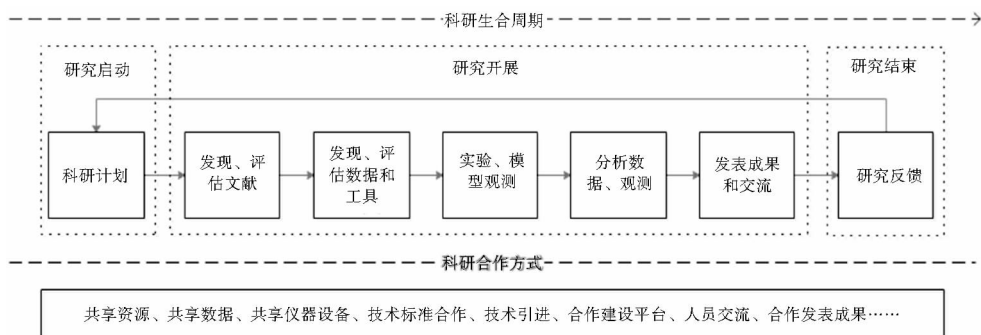 科研生合周期
研究启动
研究开展
研究结束
科研计划
发现、评
估文献
发现、评
估数据和
工具
实验、模
型观测
分析数
据、观测
发表成果
和交流
研究反馈
科研合作方式
共享资源、共享数据、共享仪器设备、技术标准合作、技术引进、合作建设平台、人员交流、合作发表成果……